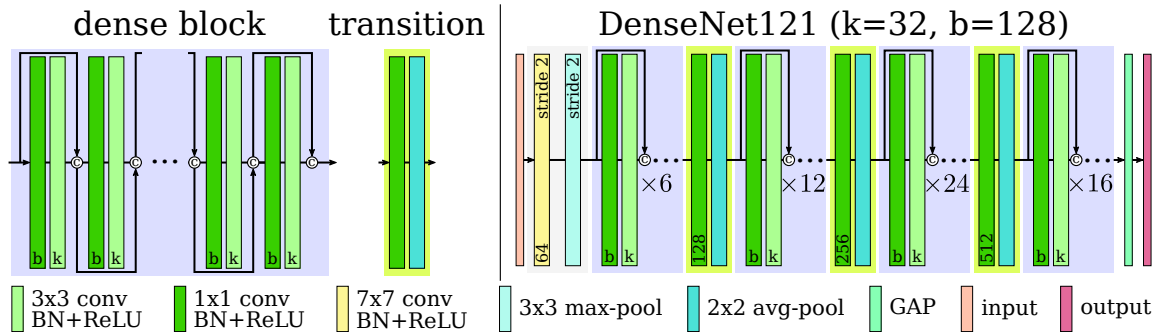 dense block
transition
DenseNet121 (k=32, b=128)
b
k
b
k
b
k
b
k
C
C
C
C
C
64
stride 2
stride 2
b
k
C
×6
128
b
k
C
×12
256
b
k
C
×24
512
b
k
C
×16
3x3 conv
BN+ReLU
1x1 conv
BN+ReLU
7x7 conv
BN+ReLU
3x3 max-pool
2x2 avg-pool
GAP
input
output